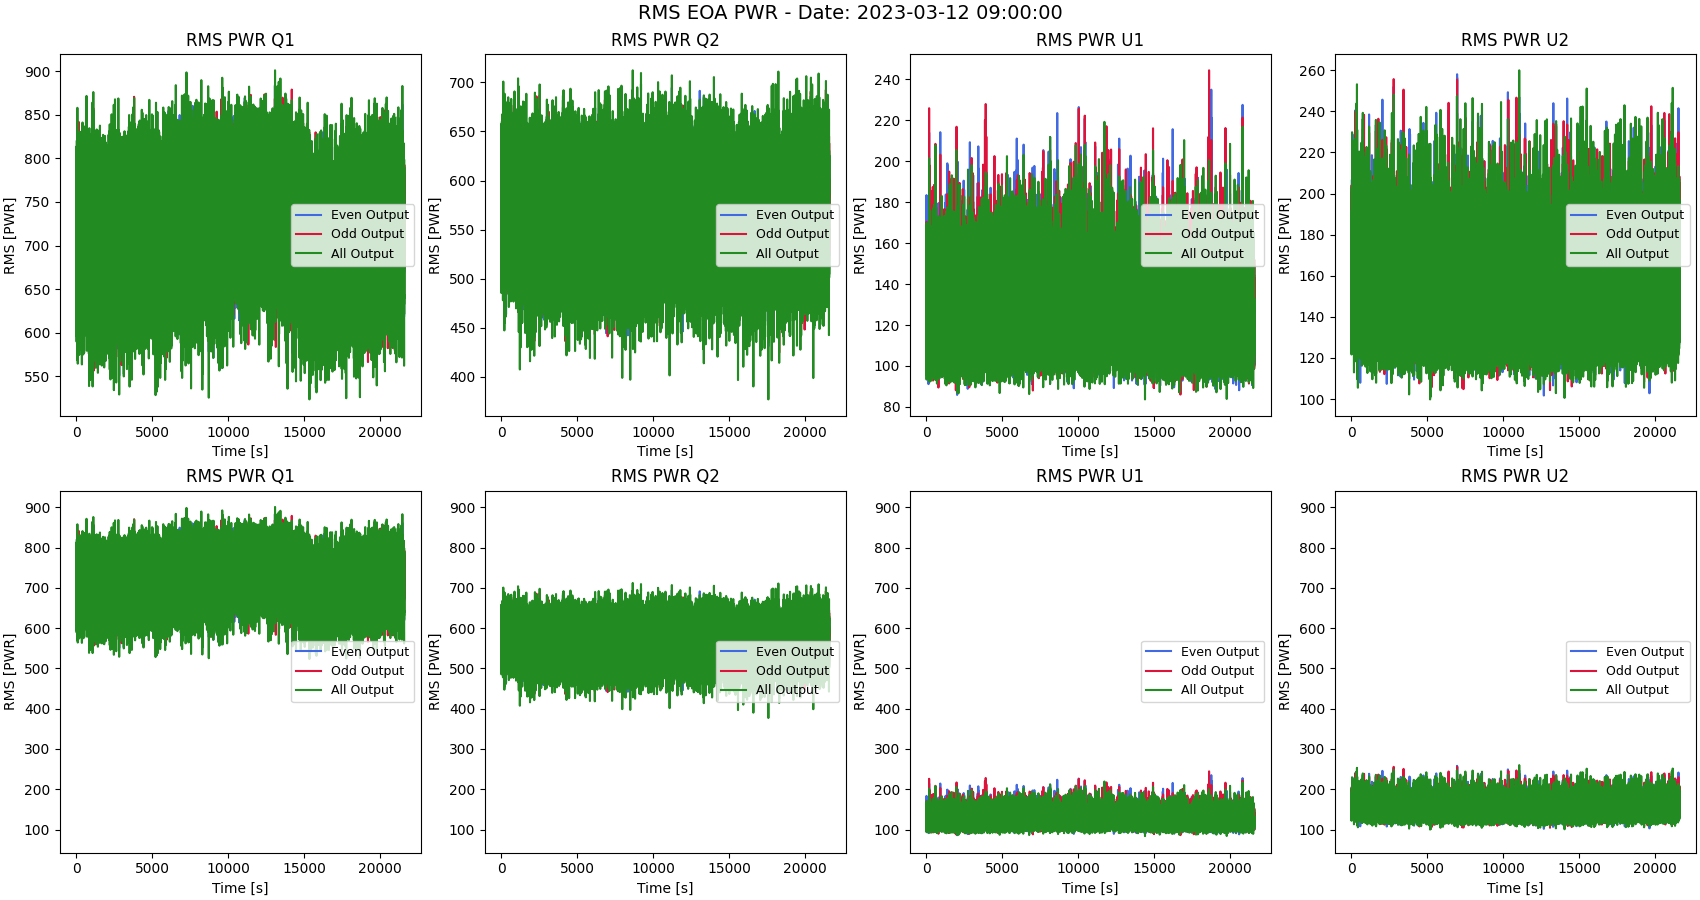 RMS EOA PWR - Date: 2023-03-12 09:00:00
RMS PWR Q1
RMS [PWR]
900
850
800
750
700
650
600
550
0 5000 10000 15000 20000
Time [s]
Even Output
Odd Output
All Output
RMS PWR Q2
RMS [PWR]
700
650
600
550
500
450
400
0 5000 10000 15000 20000
Time [s]
Even Output
Odd Output
All Output
RMS PWR U1
RMS [PWR]
240
220
200
180
160
140
120
100
80
0 5000 10000 15000 20000
Time [s]
Even Output
Odd Output
All Output
RMS PWR U2
RMS [PWR]
260
240
220
200
180
160
140
120
100
0 5000 10000 15000 20000
Time [s]
Even Output
Odd Output
All Output
RMS PWR Q1
RMS [PWR]
900
800
700
600
500
400
300
200
100
0 5000 10000 15000 20000
Time [s]
Even Output
Odd Output
All Output
RMS PWR Q2
RMS [PWR]
900
800
700
600
500
400
300
200
100
0 5000 10000 15000 20000
Time [s]
Even Output
Odd Output
All Output
RMS PWR U1
RMS [PWR]
900
800
700
600
500
400
300
200
100
0 5000 10000 15000 20000
Time [s]
Even Output
Odd Output
All Output
RMS PWR U2
RMS [PWR]
900
800
700
600
500
400
300
200
100
0 5000 10000 15000 20000
Time [s]
Even Output
Odd Output
All Output